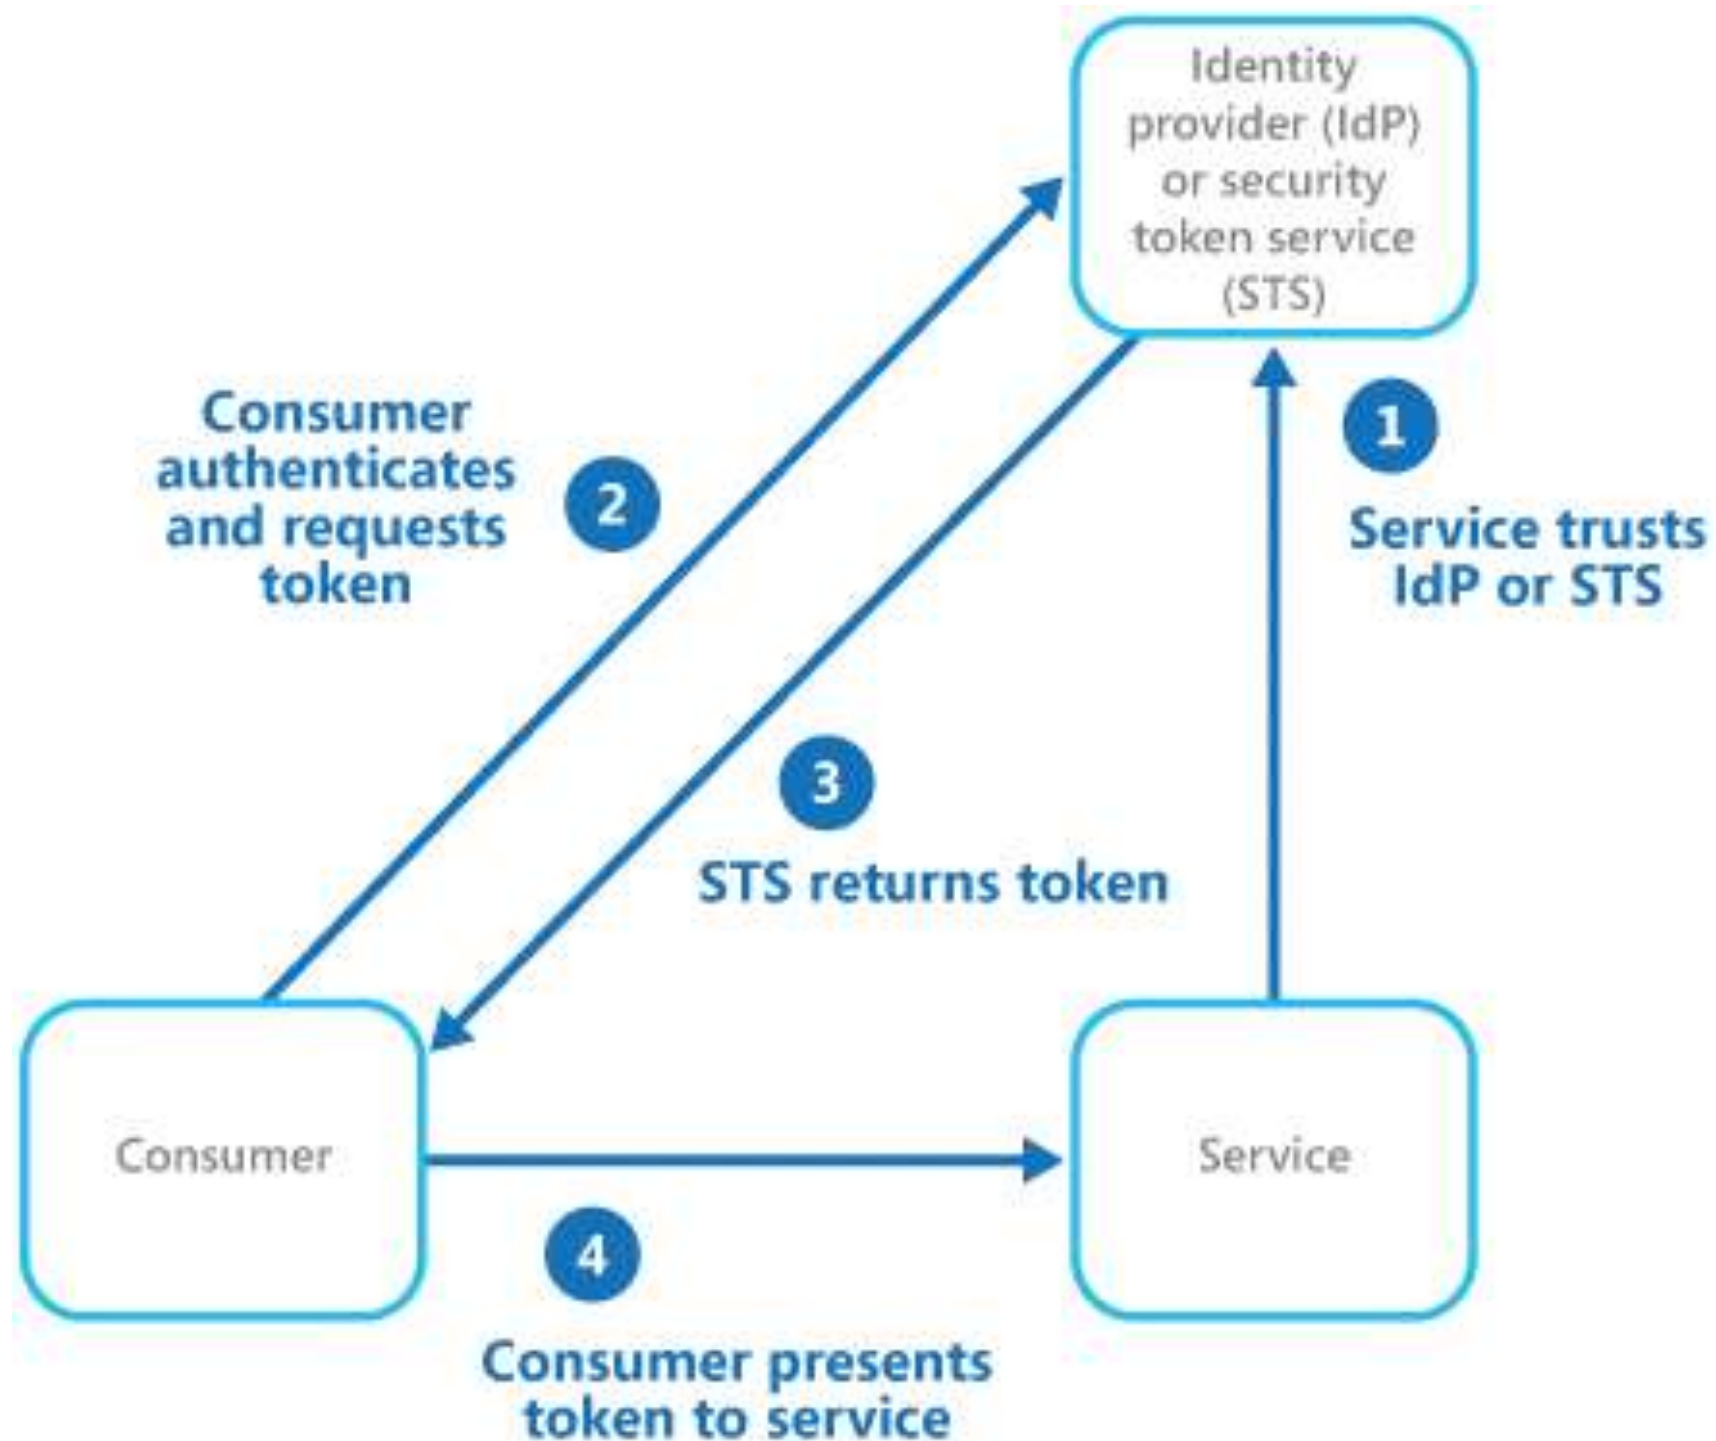 Identity
provider (IdP)
or security
token service
(STS)
1
Service trusts
IdP or STS
Consumer
authenticates
and requests
token
2
3
STS returns token
Consumer
Service
4
Consumer presents
token to service